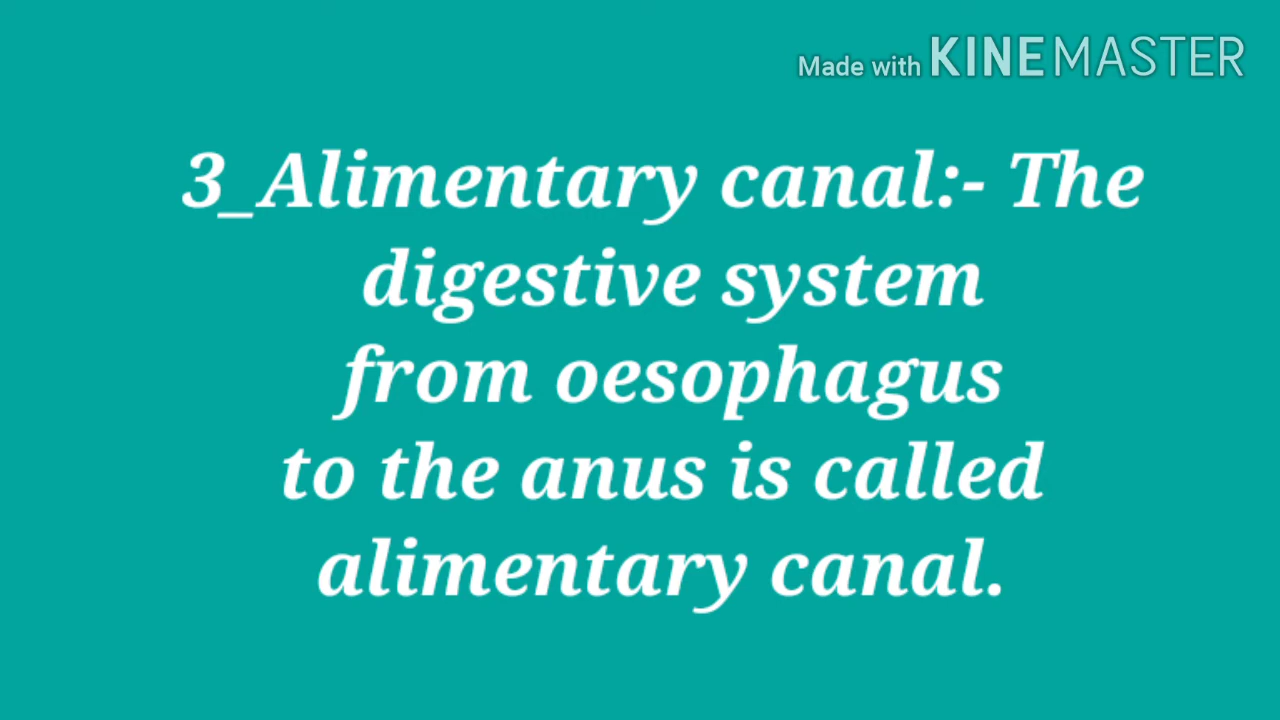 Made with KINEMASTER
3_Alimentary canal:- The
digestive system
from oesophagus
to the anus is called
alimentary canal.